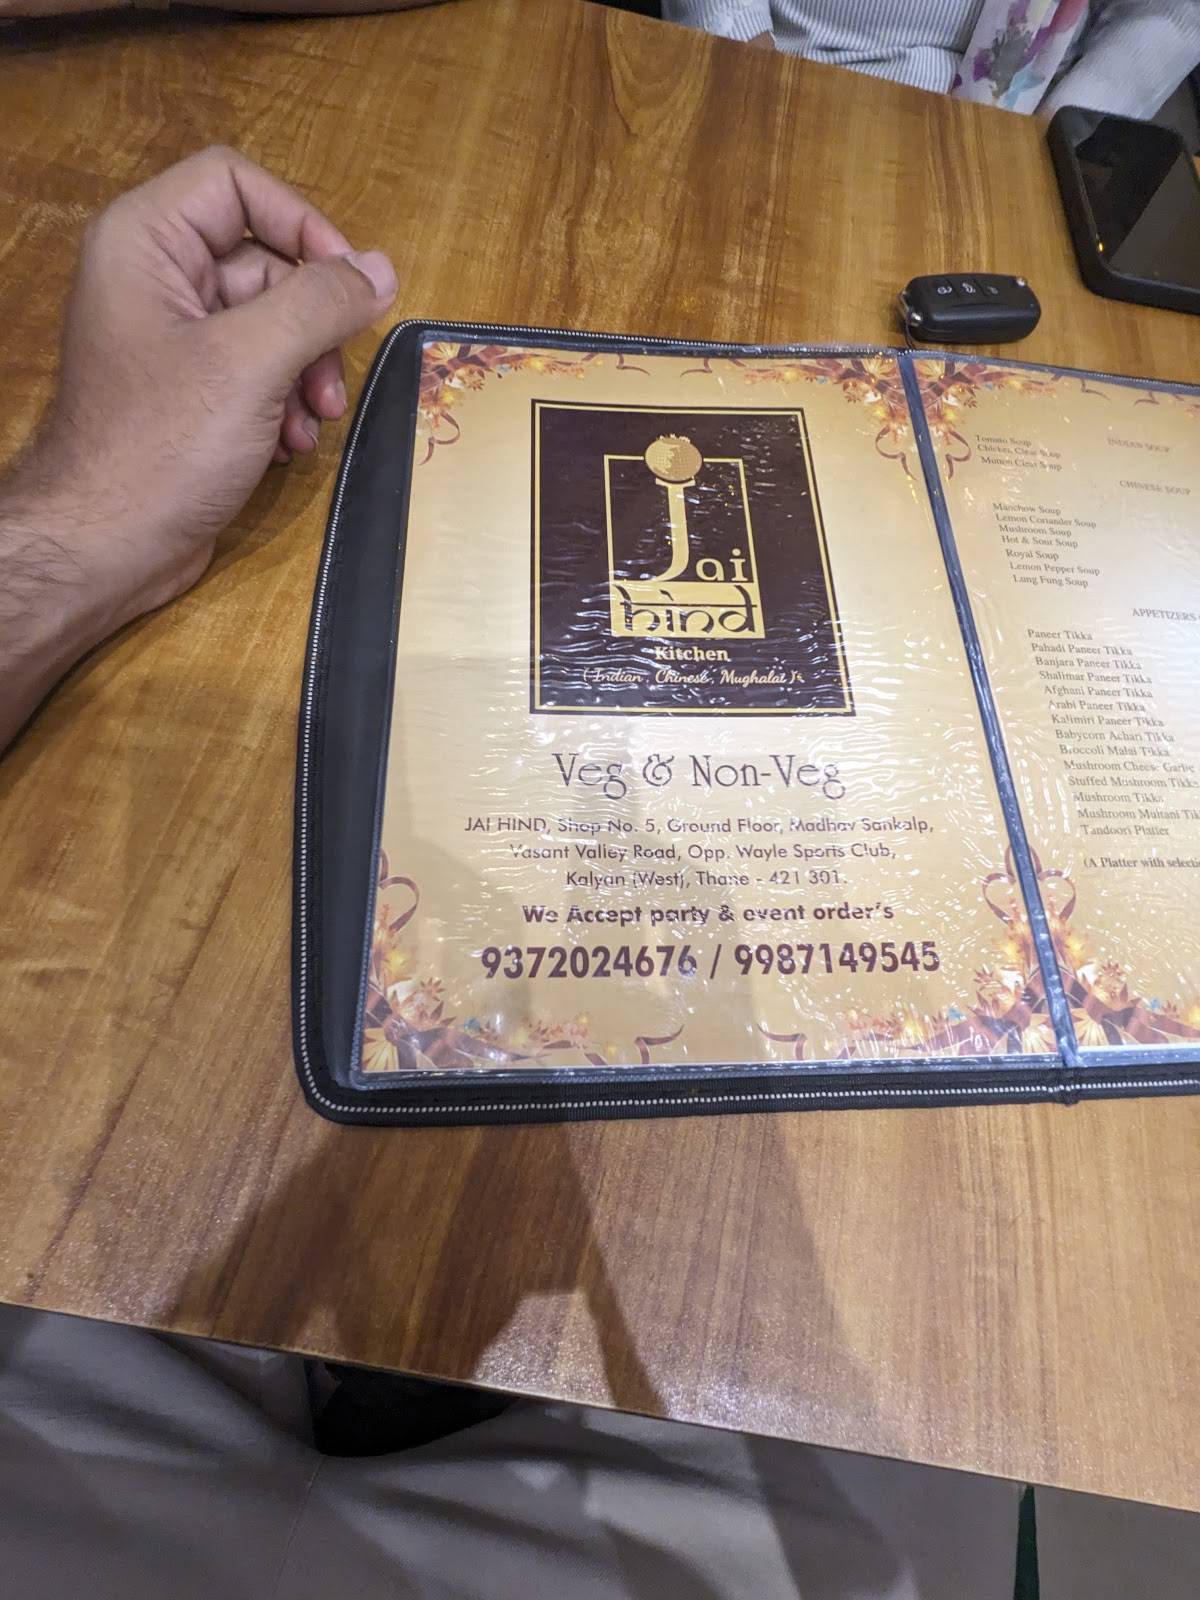 Jai
hind
Kitchen
( Indian, Chinese, Mughalai )
Veg & Non-Veg
JAI HIND, Shop No. 5, Ground Floor, Madhav Sankalp,
Vasant Valley Road, Opp. Wayle Sports Club,
Kalyan (West), Thane - 421 301.
We Accept party & event order's
9372024676 / 9987149545
INDIAN SOUP
Tomato Soup
Chicken Clear Soup
Mutton Clear Soup
CHINESE SOUP
Manchow Soup
Lemon Coriander Soup
Mushroom Soup
Hot & Sour Soup
Royal Soup
Lemon Pepper Soup
Lung Fung Soup
APPETIZERS
Paneer Tikka
Pahadi Paneer Tikka
Banjara Paneer Tikka
Shalimar Paneer Tikka
Afghani Paneer Tikka
Arabi Paneer Tikka
Kalimiri Paneer Tikka
Babycorn Achari Tikka
Broccoli Malai Tikka
Mushroom Cheese Garlic
Stuffed Mushroom Tikka
Mushroom Tikka
Mushroom Multani
Tandoori Platter
(A Platter with